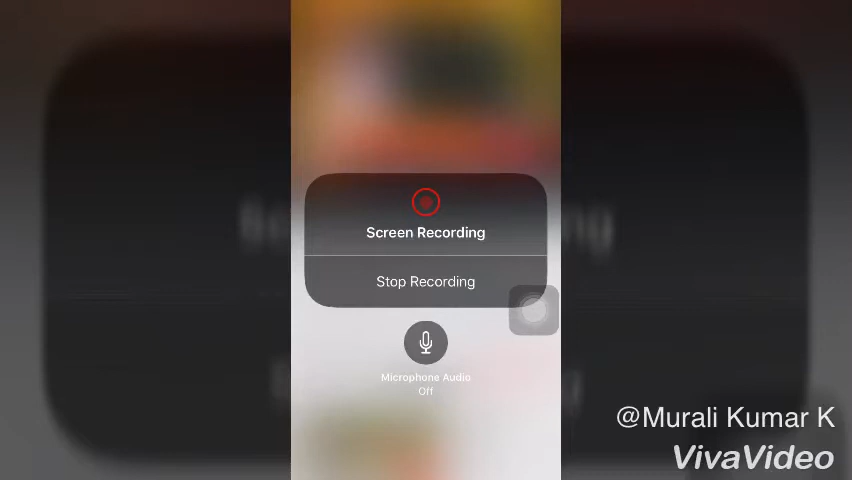 Screen Recording
Stop Recording
Microphone Audio
Off
@Murali Kumar K
VivaVideo